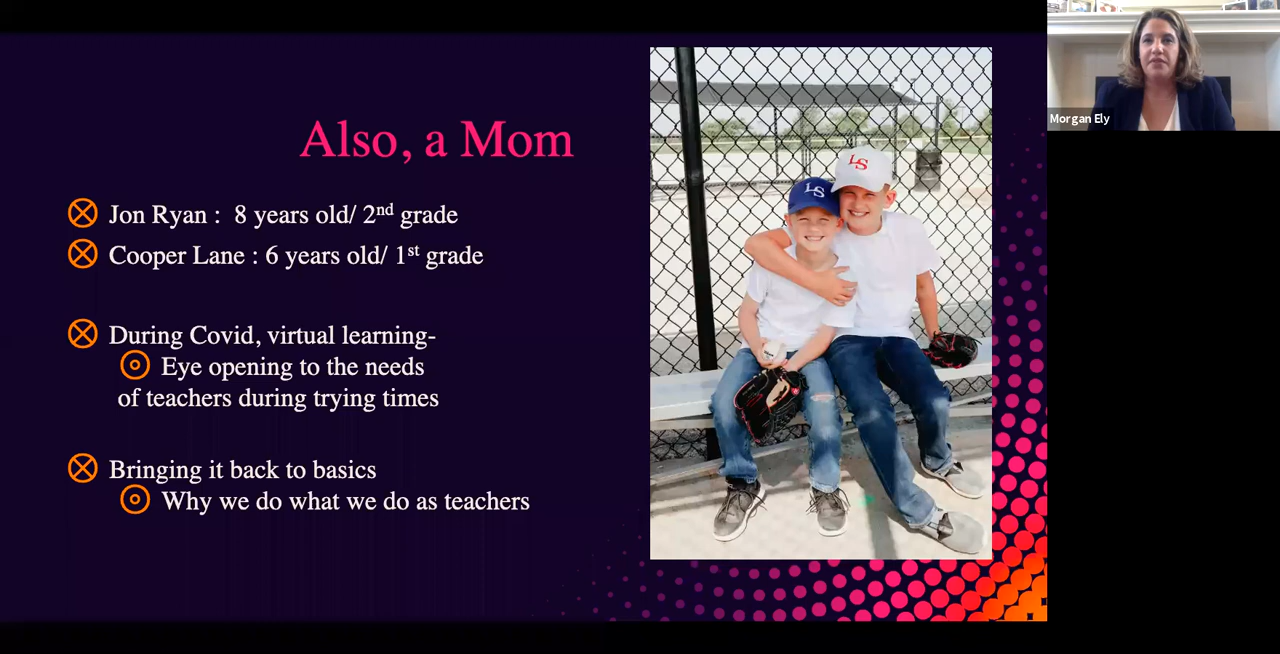 Also, a Mom
Jon Ryan : 8 years old/ 2nd grade
Cooper Lane : 6 years old/ 1st grade
During Covid, virtual learning-
Eye opening to the needs
of teachers during trying times
Bringing it back to basics
Why we do what we do as teachers
LS
LS
Morgan Ely